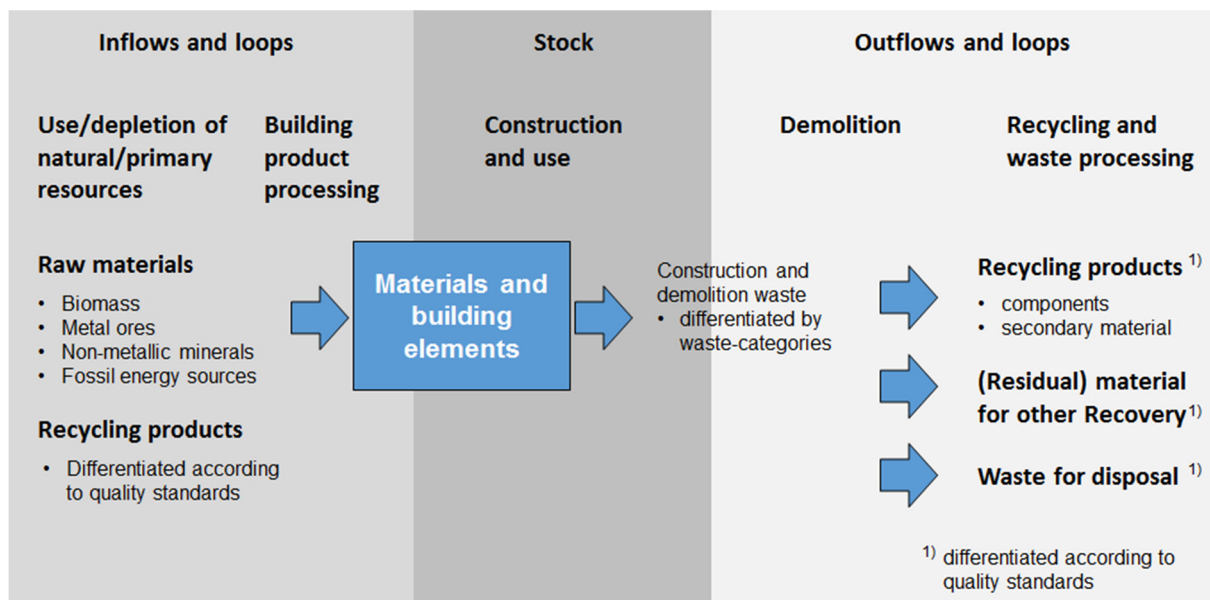 Inflows and loops
Stock
Outflows and loops
Use/depletion of
natural/primary
resources
Building
product
processing
Construction
and use
Demolition
Recycling and
waste processing
Raw materials
• Biomass
• Metal ores
• Non-metallic minerals
• Fossil energy sources
Recycling products
• Differentiated according
to quality standards
Materials and
building
elements
Construction and
demolition waste
• differentiated by
waste-categories
Recycling products 1)
• components
• secondary material
(Residual) material
for other Recovery1)
Waste for disposal 1)
1) differentiated according to
quality standards